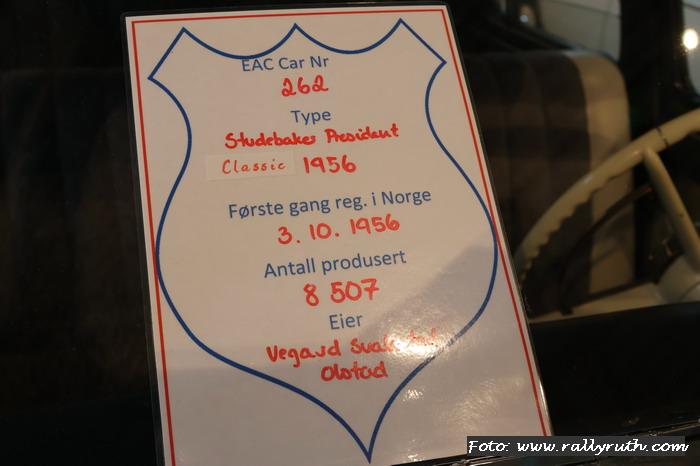 EAC Car Nr
262
Type
Studebaker President
Classic 1956
Første gang reg. i Norge
3. 10. 1956
Antall produsert
8 507
Eier
Vegard
Olstad
Foto: www.rallyruth.com